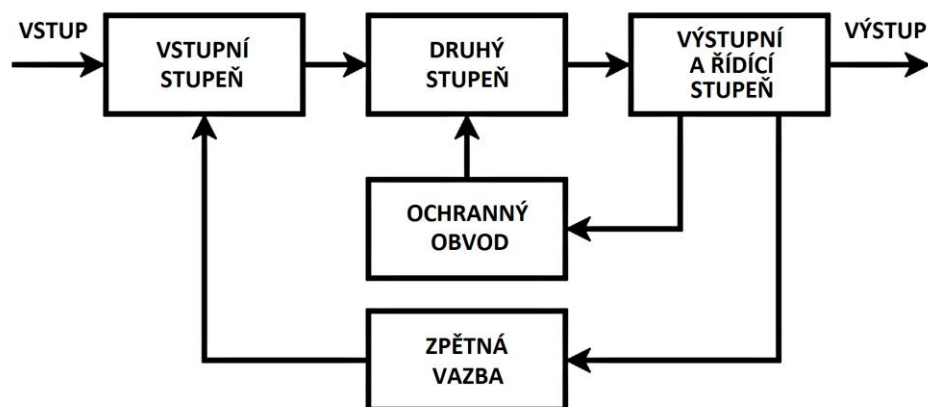 VSTUP
VSTUPNÍ
STUPEŇ
DRUHÝ
STUPEŇ
VÝSTUPNÍ
A ŘÍDÍCÍ
STUPEŇ
VÝSTUP
OCHRANNÝ
OBVOD
ZPĚTNÁ
VAZBA